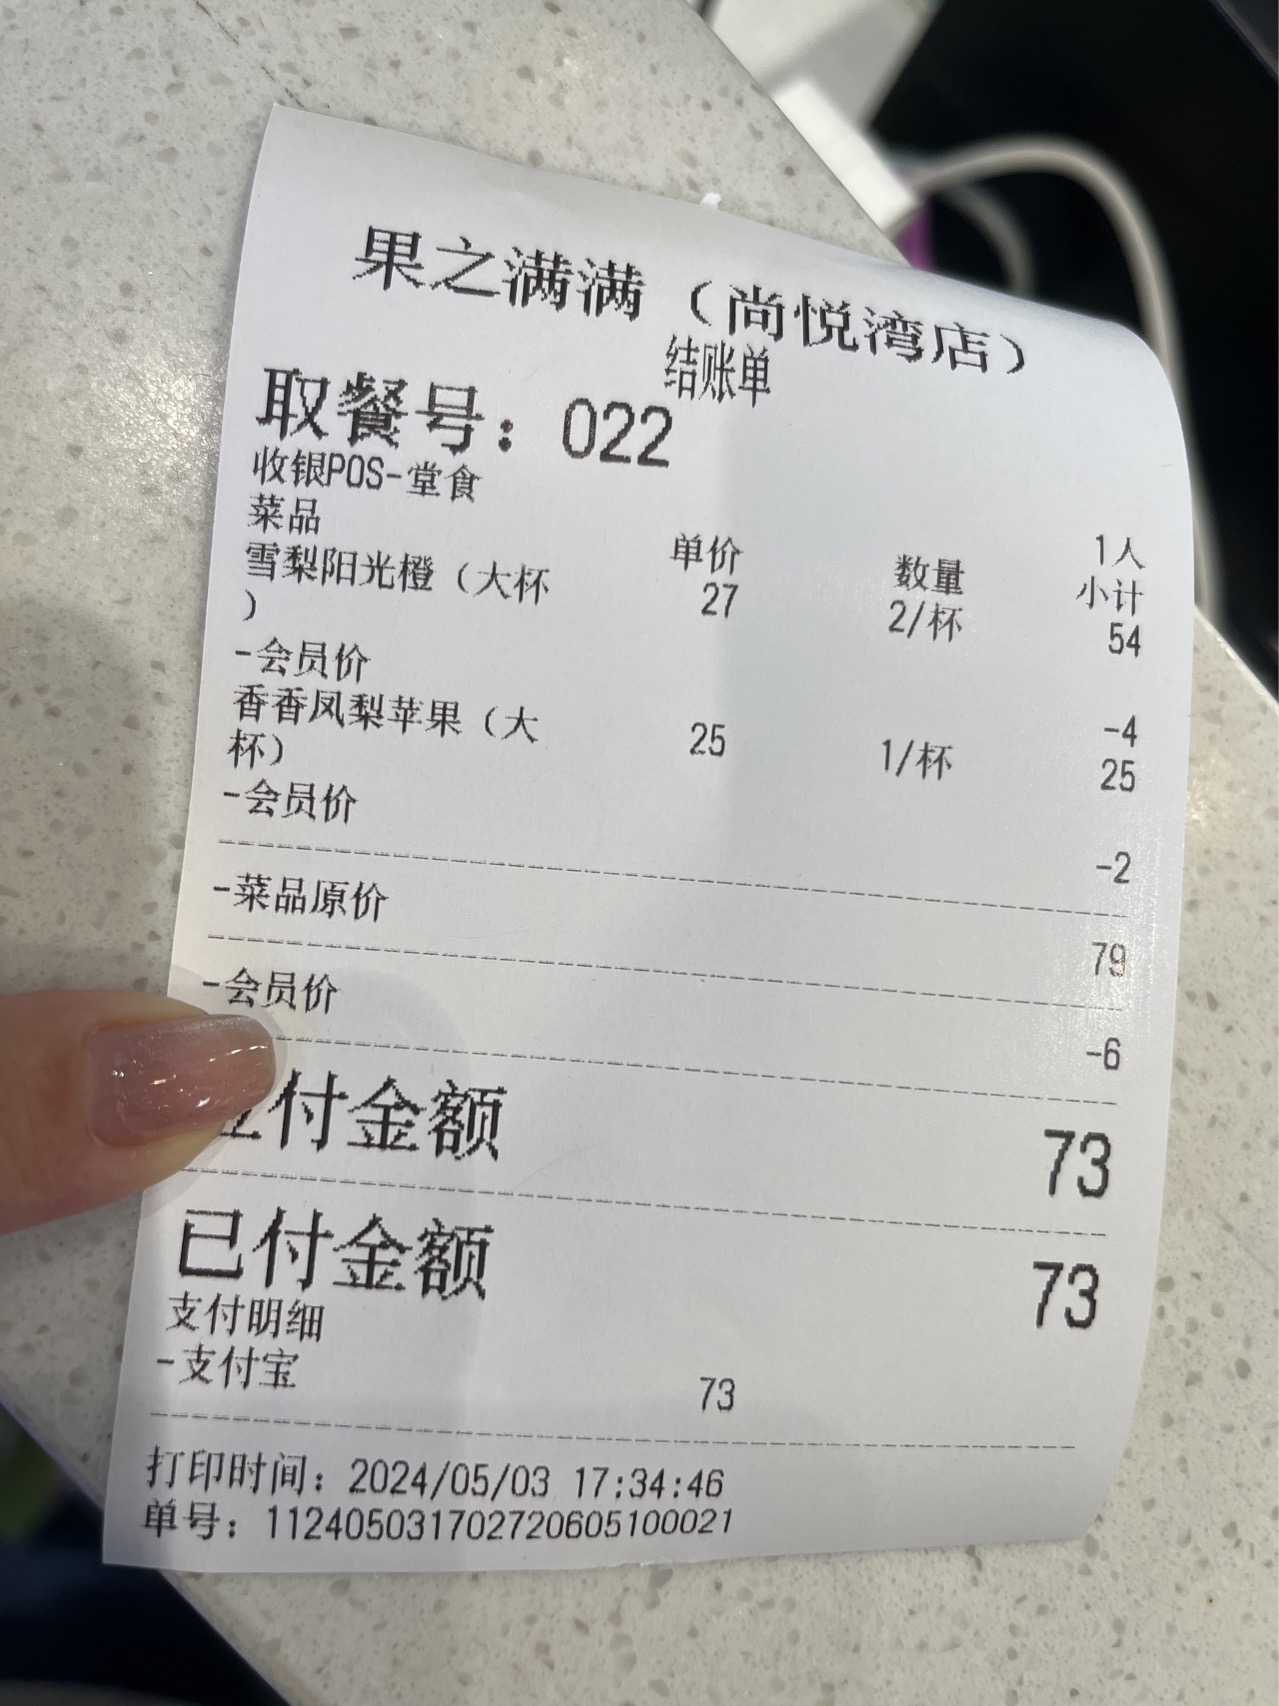 果之满满（尚悦湾店）
结账单
取餐号：022
收银POS-堂食 1人
菜品 单价 数量 小计
雪梨阳光橙（大杯 27 2/杯 54
）
-会员价 -4
香香凤梨苹果（大 25 1/杯 25
杯）
-会员价 -2
-菜品原价 79
-会员价 -6
付金额 73
已付金额 73
支付明细
-支付宝 73
打印时间：2024/05/03 17:34:46
单号：112405031702720605100021